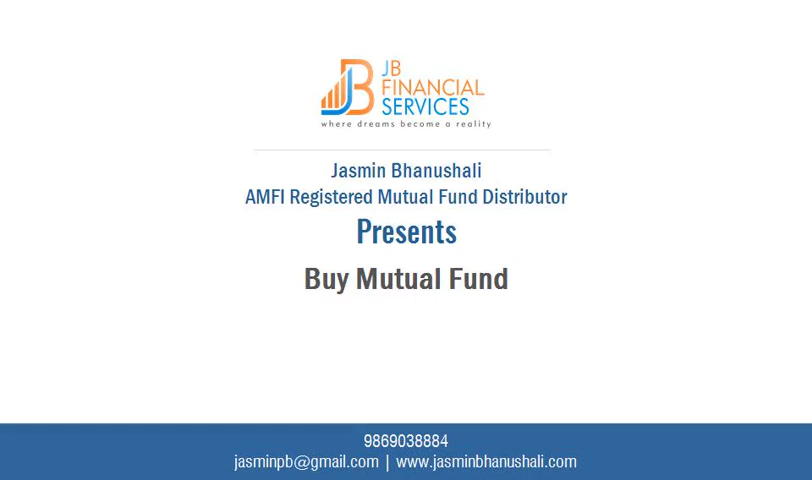 JB
FINANCIAL
SERVICES
where dreams become a reality
Jasmin Bhanushali
AMFI Registered Mutual Fund Distributor
Presents
Buy Mutual Fund
9869038884
jasminpb@gmail.com | www.jasminbhanushali.com